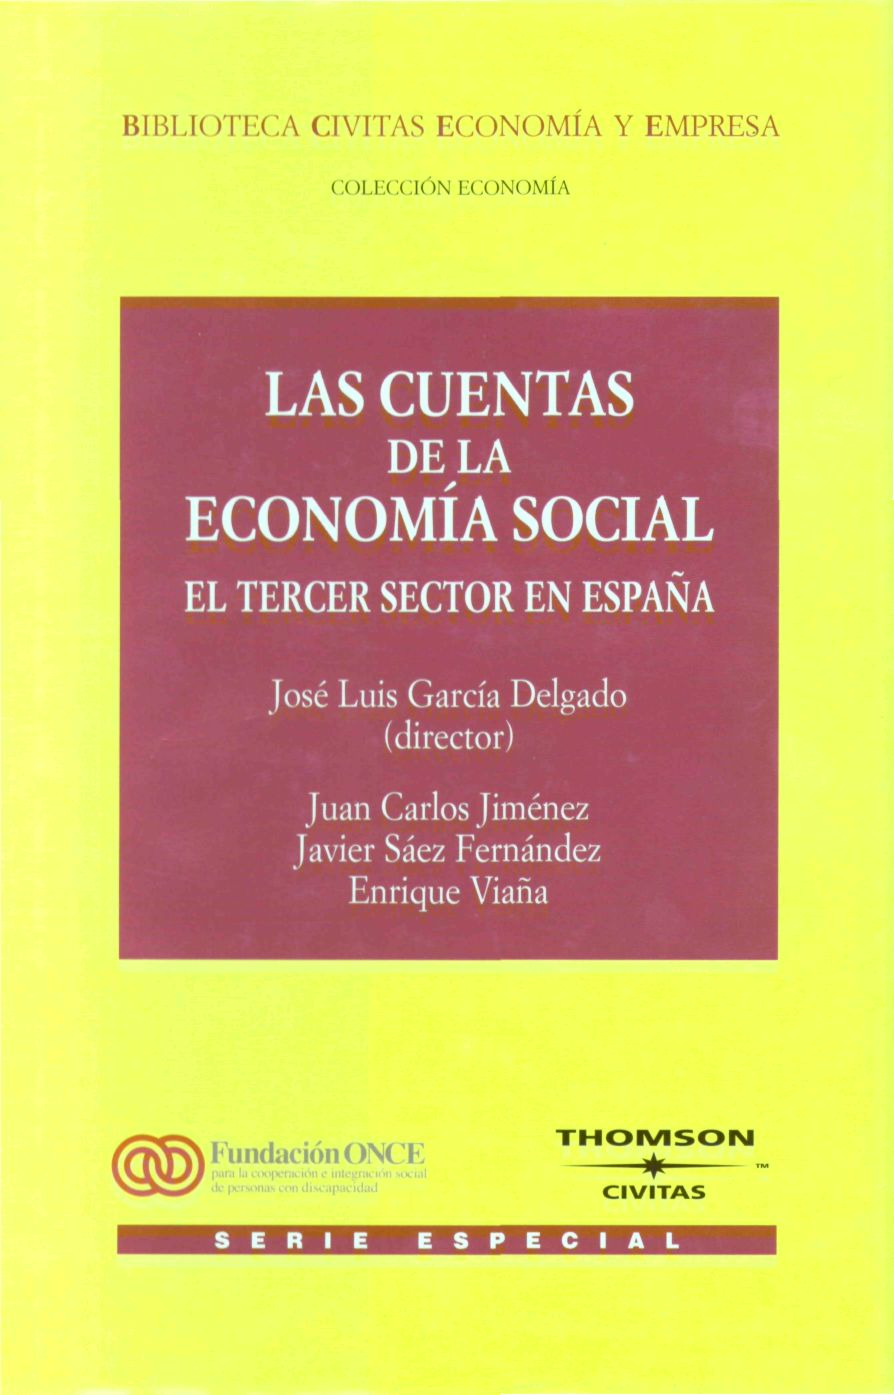 BIBLIOTECA CIVITAS ECONOMÍA Y EMPRESA
COLECCIÓN ECONOMÍA
LAS CUENTAS
DE LA
ECONOMÍA SOCIAL
EL TERCER SECTOR EN ESPAÑA
José Luis García Delgado
(director)
Juan Carlos Jiménez
Javier Sáez Fernández
Enrique Viaña
Fundación ONCE
para la cooperación e integración social
de personas con discapacidad
THOMSON
™
CIVITAS
SERIE ESPECIAL